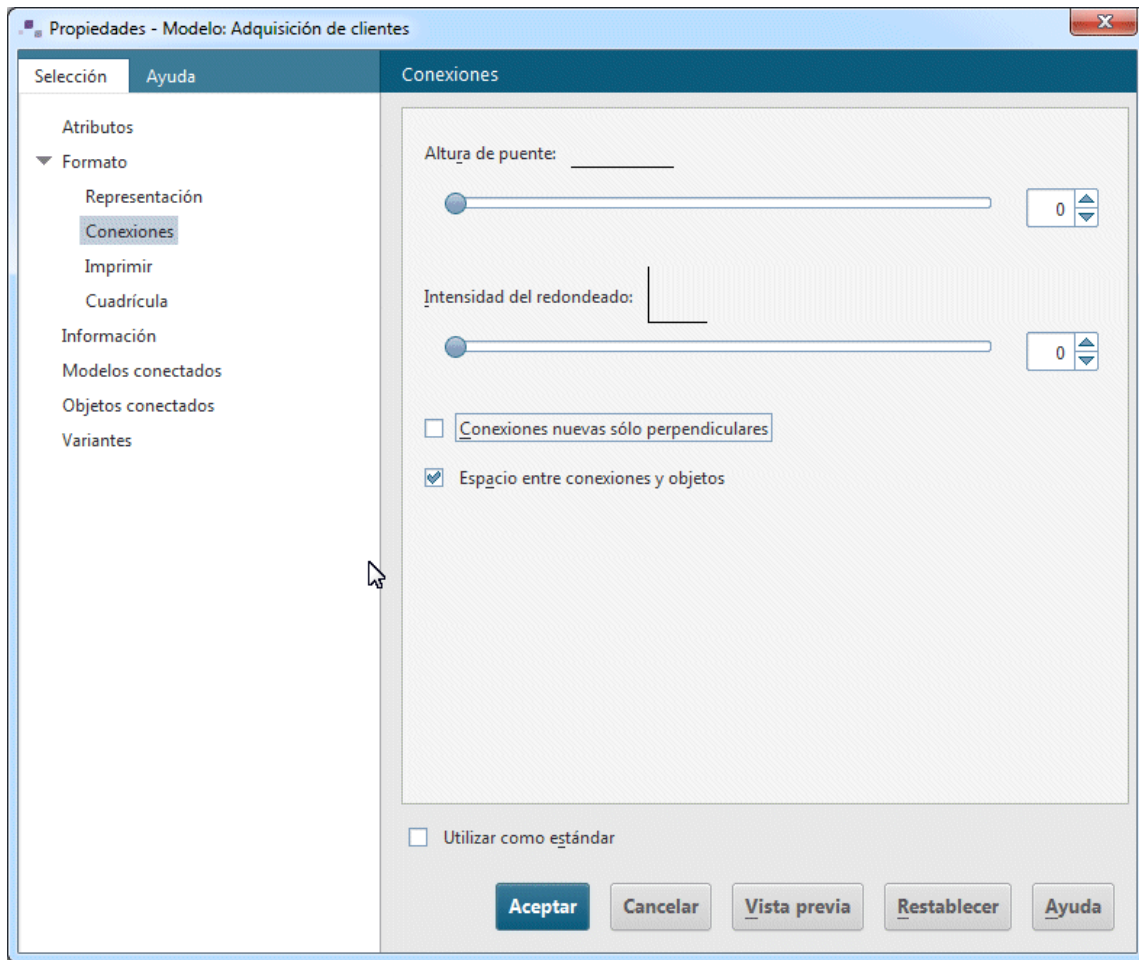 Propiedades - Modelo: Adquisición de clientes
Selección
Ayuda
Atributos
Formato
Representación
Conexiones
Imprimir
Cuadrícula
Información
Modelos conectados
Objetos conectados
Variantes
Conexiones
Altura de puente:
0
Intensidad del redondeado:
0
Conexiones nuevas sólo perpendiculares
Espacio entre conexiones y objetos
Utilizar como estándar
Aceptar
Cancelar
Vista previa
Restablecer
Ayuda